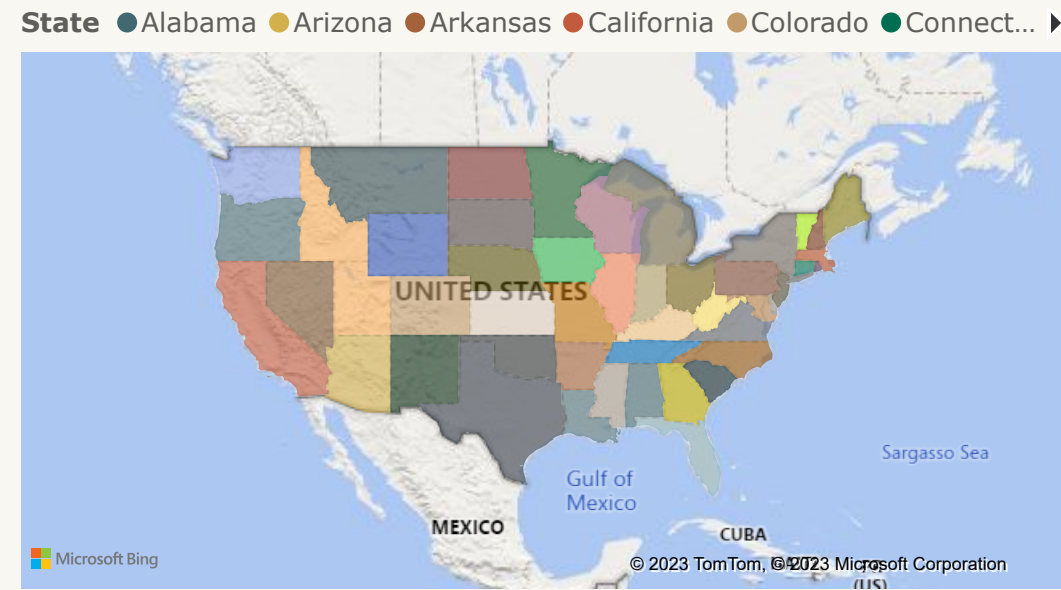 State Alabama Arizona Arkansas California Colorado Connect...
UNITED STATES
Sargasso Sea
Gulf of
Mexico
MEXICO
CUBA
Microsoft Bing
© 2023 TomTom, © 2023 Microsoft Corporation
(US)